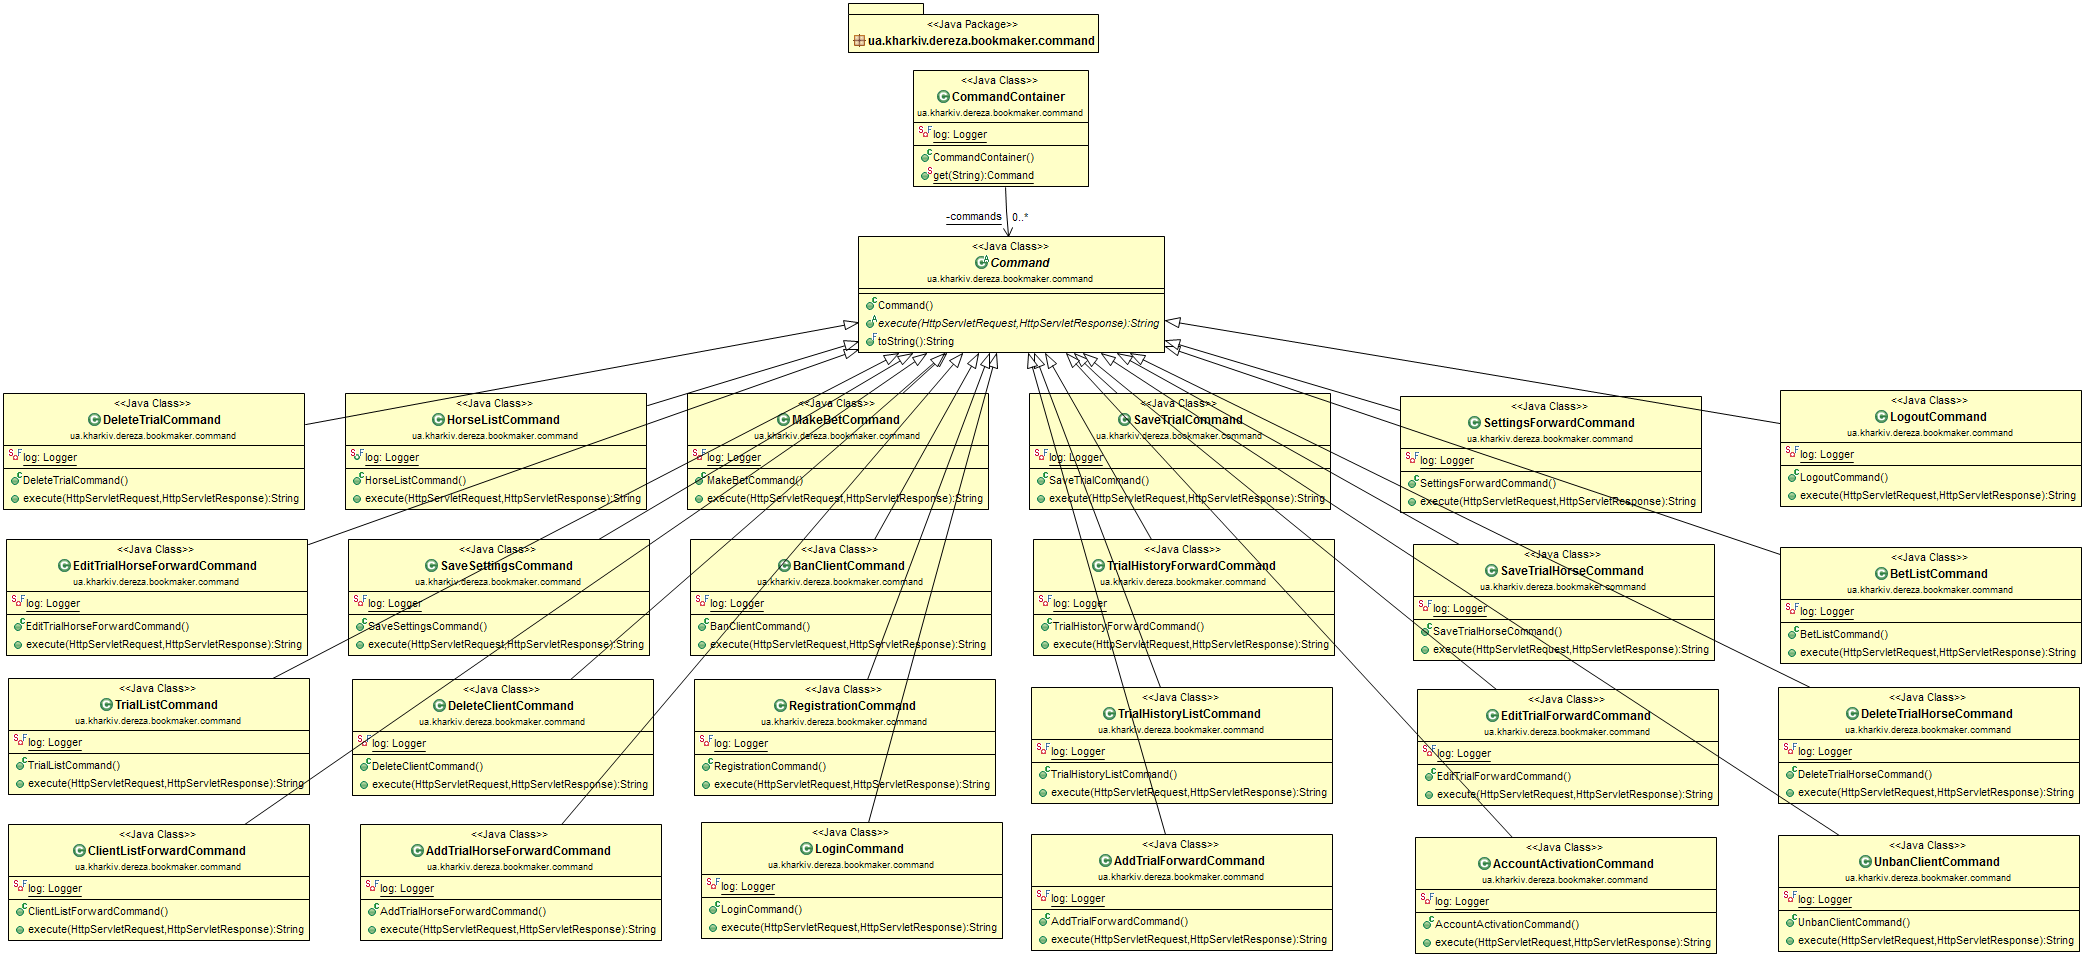 <<Java Package>>
ua.kharkiv.dereza.bookmaker.command
<<Java Class>>
CommandContainer
ua.kharkiv.dereza.bookmaker.command
log: Logger
CommandContainer()
get(String):Command
-commands 0..*
<<Java Class>>
Command
ua.kharkiv.dereza.bookmaker.command
Command()
execute(HttpServletRequest,HttpServletResponse):String
toString():String
<<Java Class>>
DeleteTrialCommand
ua.kharkiv.dereza.bookmaker.command
log: Logger
DeleteTrialCommand()
execute(HttpServletRequest,HttpServletResponse):String
<<Java Class>>
HorseListCommand
ua.kharkiv.dereza.bookmaker.command
log: Logger
HorseListCommand()
execute(HttpServletRequest,HttpServletResponse):String
<<Java Class>>
MakeBetCommand
ua.kharkiv.dereza.bookmaker.command
log: Logger
MakeBetCommand()
execute(HttpServletRequest,HttpServletResponse):String
<<Java Class>>
SaveTrialCommand
ua.kharkiv.dereza.bookmaker.command
log: Logger
SaveTrialCommand()
execute(HttpServletRequest,HttpServletResponse):String
<<Java Class>>
SettingsForwardCommand
ua.kharkiv.dereza.bookmaker.command
log: Logger
SettingsForwardCommand()
execute(HttpServletRequest,HttpServletResponse):String
<<Java Class>>
LogoutCommand
ua.kharkiv.dereza.bookmaker.command
log: Logger
LogoutCommand()
execute(HttpServletRequest,HttpServletResponse):String
<<Java Class>>
EditTrialHorseForwardCommand
ua.kharkiv.dereza.bookmaker.command
log: Logger
EditTrialHorseForwardCommand()
execute(HttpServletRequest,HttpServletResponse):String
<<Java Class>>
SaveSettingsCommand
ua.kharkiv.dereza.bookmaker.command
log: Logger
SaveSettingsCommand()
execute(HttpServletRequest,HttpServletResponse):String
<<Java Class>>
BanClientCommand
ua.kharkiv.dereza.bookmaker.command
log: Logger
BanClientCommand()
execute(HttpServletRequest,HttpServletResponse):String
<<Java Class>>
TrialHistoryForwardCommand
ua.kharkiv.dereza.bookmaker.command
log: Logger
TrialHistoryForwardCommand()
execute(HttpServletRequest,HttpServletResponse):String
<<Java Class>>
SaveTrialHorseCommand
ua.kharkiv.dereza.bookmaker.command
log: Logger
SaveTrialHorseCommand()
execute(HttpServletRequest,HttpServletResponse):String
<<Java Class>>
BetListCommand
ua.kharkiv.dereza.bookmaker.command
log: Logger
BetListCommand()
execute(HttpServletRequest,HttpServletResponse):String
<<Java Class>>
TrialListCommand
ua.kharkiv.dereza.bookmaker.command
log: Logger
TrialListCommand()
execute(HttpServletRequest,HttpServletResponse):String
<<Java Class>>
DeleteClientCommand
ua.kharkiv.dereza.bookmaker.command
log: Logger
DeleteClientCommand()
execute(HttpServletRequest,HttpServletResponse):String
<<Java Class>>
RegistrationCommand
ua.kharkiv.dereza.bookmaker.command
log: Logger
RegistrationCommand()
execute(HttpServletRequest,HttpServletResponse):String
<<Java Class>>
TrialHistoryListCommand
ua.kharkiv.dereza.bookmaker.command
log: Logger
TrialHistoryListCommand()
execute(HttpServletRequest,HttpServletResponse):String
<<Java Class>>
EditTrialForwardCommand
ua.kharkiv.dereza.bookmaker.command
log: Logger
EditTrialForwardCommand()
execute(HttpServletRequest,HttpServletResponse):String
<<Java Class>>
DeleteTrialHorseCommand
ua.kharkiv.dereza.bookmaker.command
log: Logger
DeleteTrialHorseCommand()
execute(HttpServletRequest,HttpServletResponse):String
<<Java Class>>
ClientListForwardCommand
ua.kharkiv.dereza.bookmaker.command
log: Logger
ClientListForwardCommand()
execute(HttpServletRequest,HttpServletResponse):String
<<Java Class>>
AddTrialHorseForwardCommand
ua.kharkiv.dereza.bookmaker.command
log: Logger
AddTrialHorseForwardCommand()
execute(HttpServletRequest,HttpServletResponse):String
<<Java Class>>
LoginCommand
ua.kharkiv.dereza.bookmaker.command
log: Logger
LoginCommand()
execute(HttpServletRequest,HttpServletResponse):String
<<Java Class>>
AddTrialForwardCommand
ua.kharkiv.dereza.bookmaker.command
log: Logger
AddTrialForwardCommand()
execute(HttpServletRequest,HttpServletResponse):String
<<Java Class>>
AccountActivationCommand
ua.kharkiv.dereza.bookmaker.command
log: Logger
AccountActivationCommand()
execute(HttpServletRequest,HttpServletResponse):String
<<Java Class>>
UnbanClientCommand
ua.kharkiv.dereza.bookmaker.command
log: Logger
UnbanClientCommand()
execute(HttpServletRequest,HttpServletResponse):String